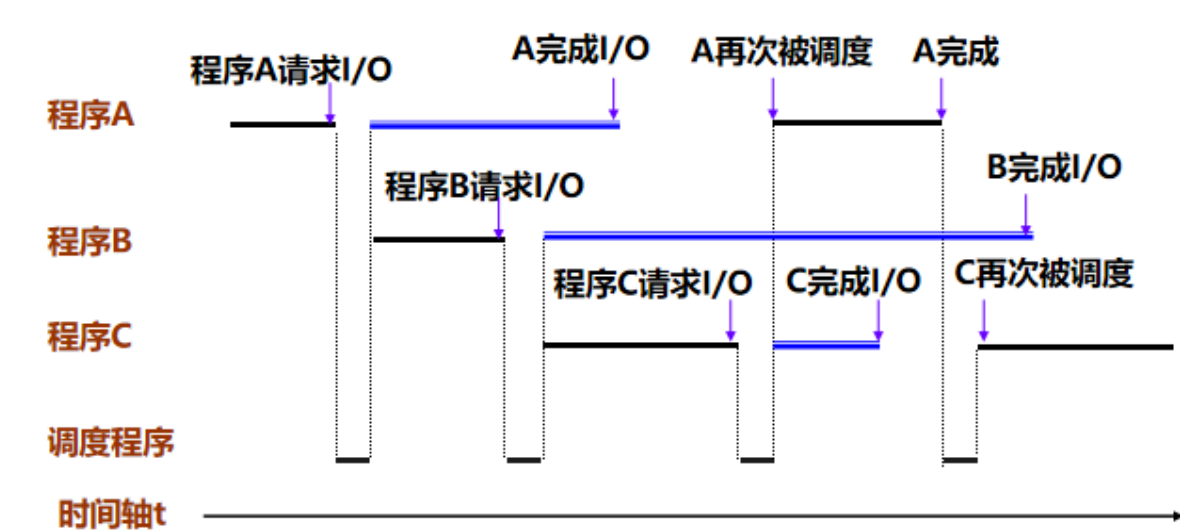 A完成I/O A再次被调度 A完成
程序A请求I/O
程序A
B完成I/O
程序B请求I/O
程序B
程序C请求I/O C完成I/O C再次被调度
程序C
调度程序
时间轴t